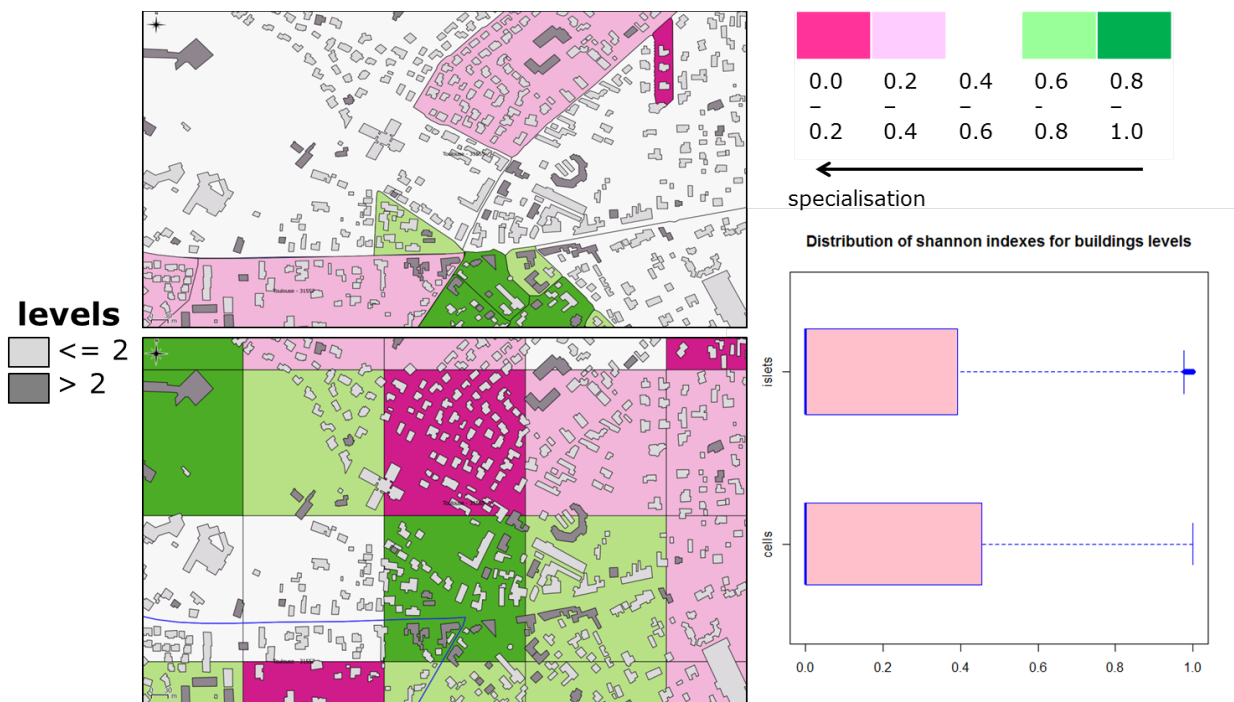 0.0 0.2 0.4 0.6 0.8
– – – - –
0.2 0.4 0.6 0.8 1.0
specialisation
Distribution of shannon indexes for buildings levels
levels
<= 2
> 2
islets
cells
0.0 0.2 0.4 0.6 0.8 1.0